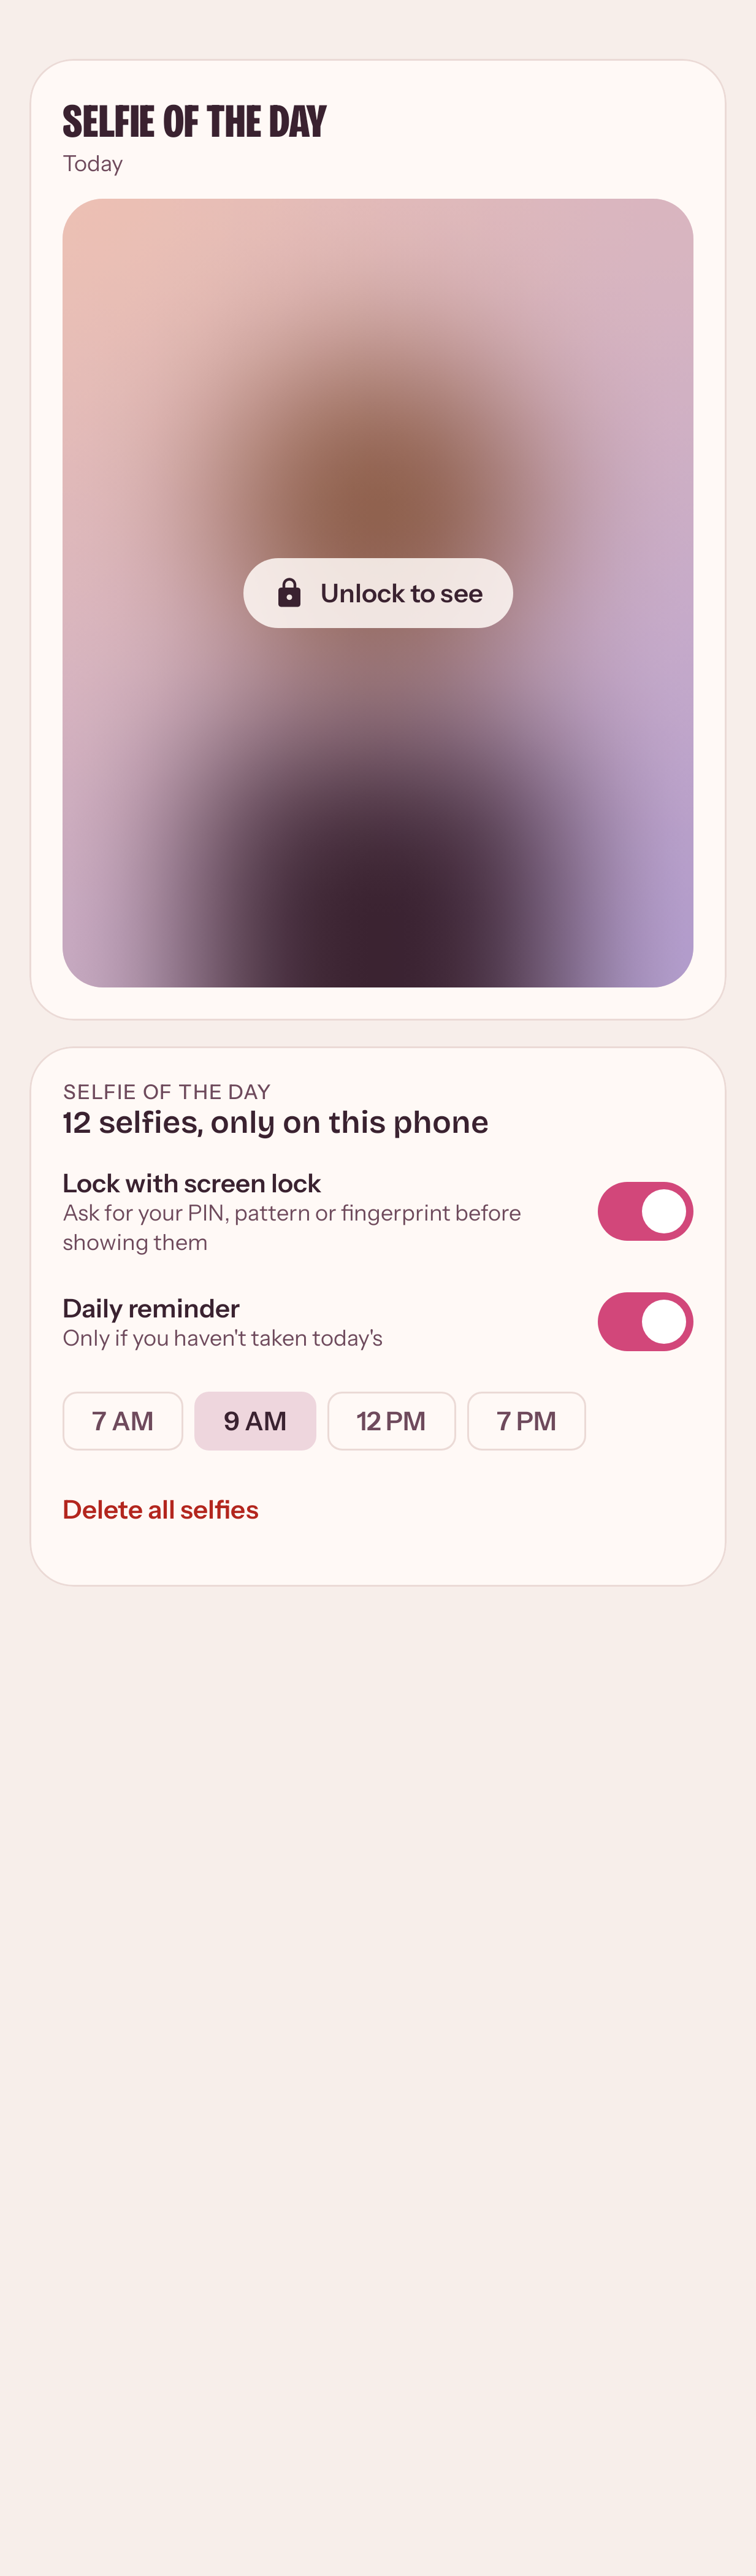 SELFIE OF THE DAY
Today
Unlock to see
SELFIE OF THE DAY
12 selfies, only on this phone
Lock with screen lock
Ask for your PIN, pattern or fingerprint before
showing them
Daily reminder
Only if you haven't taken today's
7 AM
9 AM
12 PM
7 PM
Delete all selfies